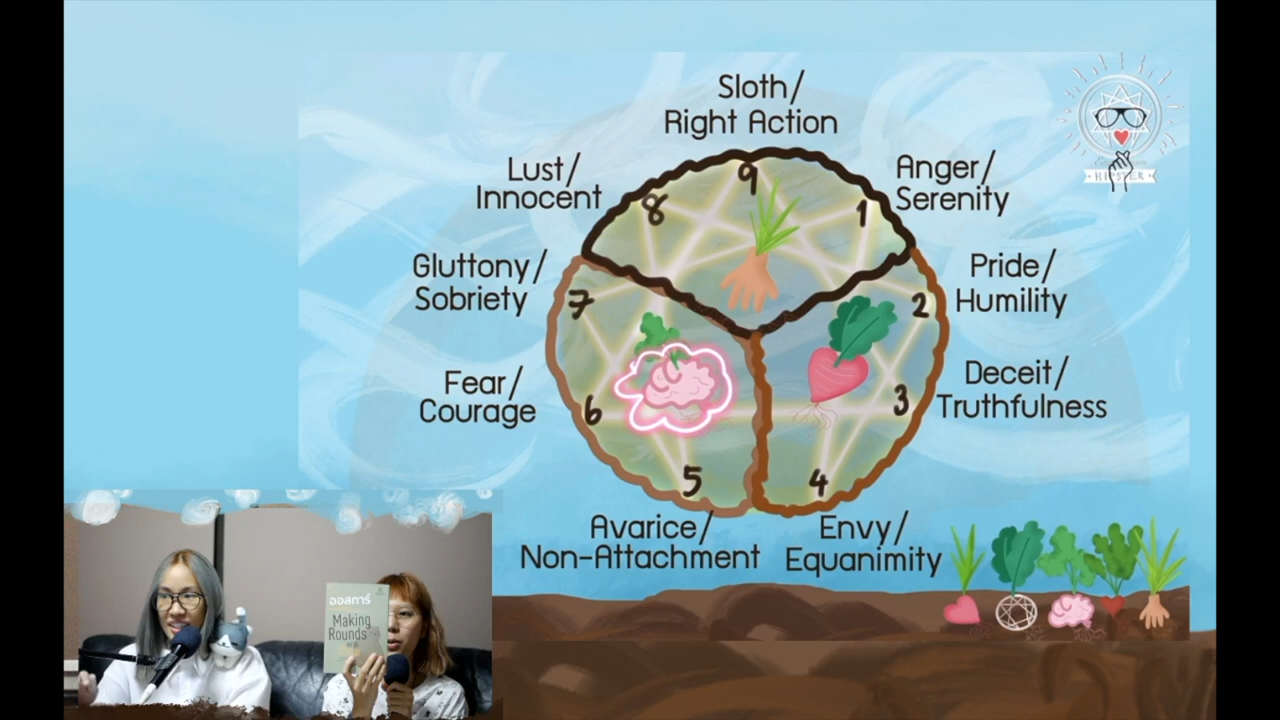 Sloth/
Right Action
Lust/
Innocent
Anger/
Serenity
Gluttony/
Sobriety
Pride/
Humility
Fear/
Courage
Deceit/
Truthfulness
Avarice/
Non-Attachment
Envy/
Equanimity
9
8
1
7
2
6
3
5
4
HIPSTER
ออสการ์
Making
Rounds